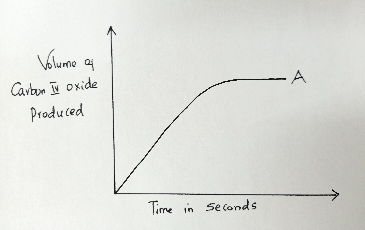 Volume of
Carbon IV oxide
Produced
A
Time in seconds